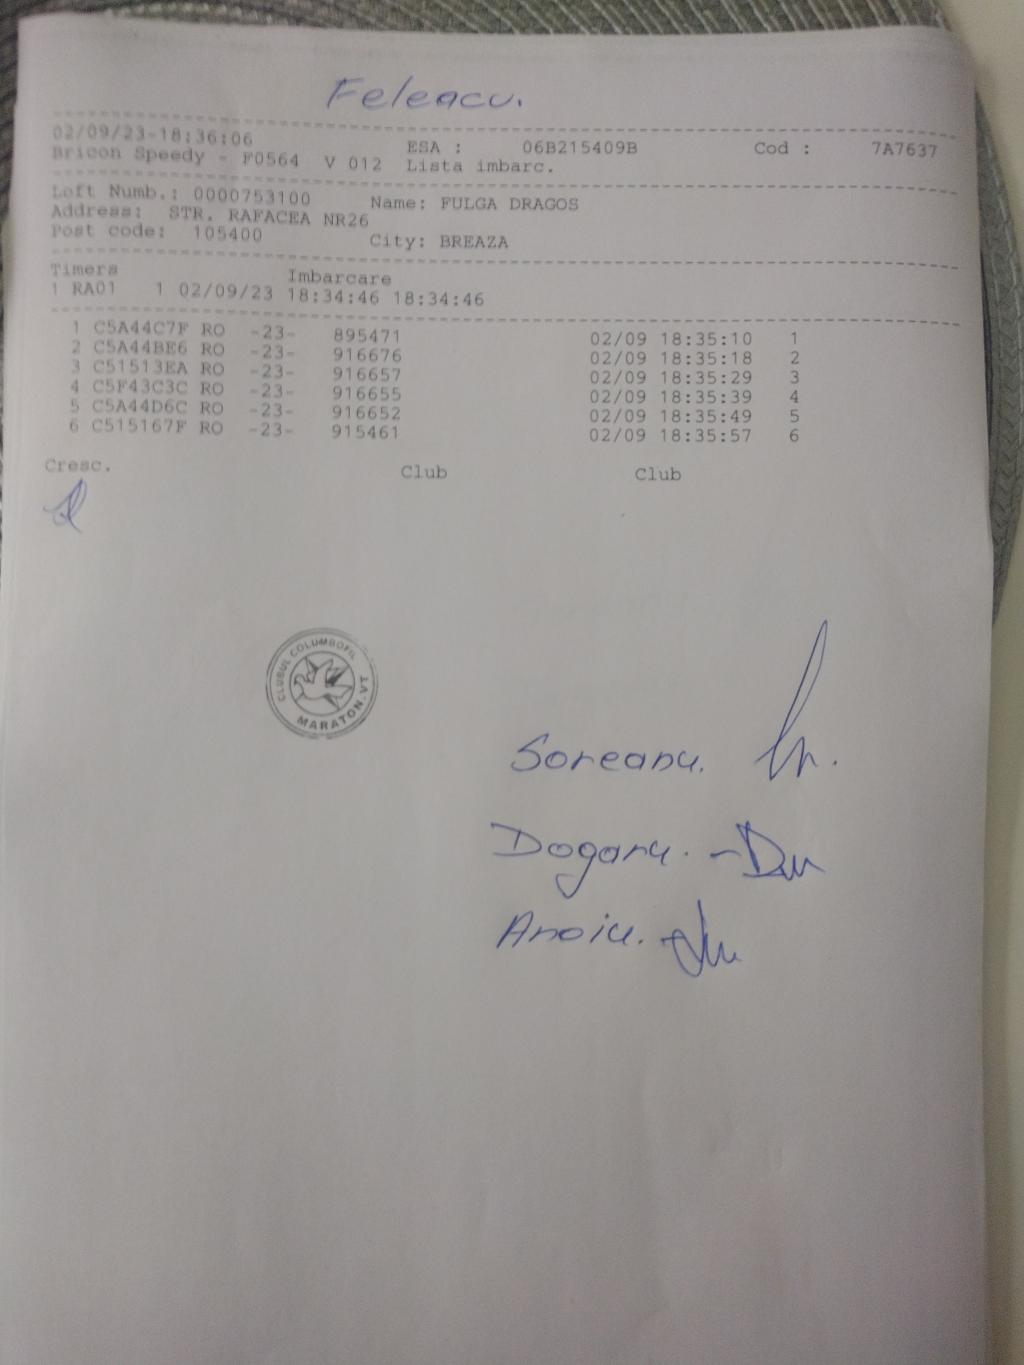 Feleacu.
02/09/23-18:36:06 ESA : 06B215409B Cod : 7A7637
Bricon Speedy - F0564 V 012 Lista imbarc.
Loft Numb.: 0000753100 Name: FULGA DRAGOS
Address: STR. RAFACEA NR26
Post code: 105400 City: BREAZA
Timers Imbarcare
1 RA01 1 02/09/23 18:34:46 18:34:46
1 C5A44C7F RO -23- 895471 02/09 18:35:10 1
2 C5A44BE6 RO -23- 916676 02/09 18:35:18 2
3 C51513EA RO -23- 916657 02/09 18:35:29 3
4 C5F43C3C RO -23- 916655 02/09 18:35:39 4
5 C5A44D6C RO -23- 916652 02/09 18:35:49 5
6 C515167F RO -23- 915461 02/09 18:35:57 6
Cresc. Club Club
CLUBUL COLUMBOFIL
MARATON.VT
Soreanu.
Dogaru.
Anoiu.